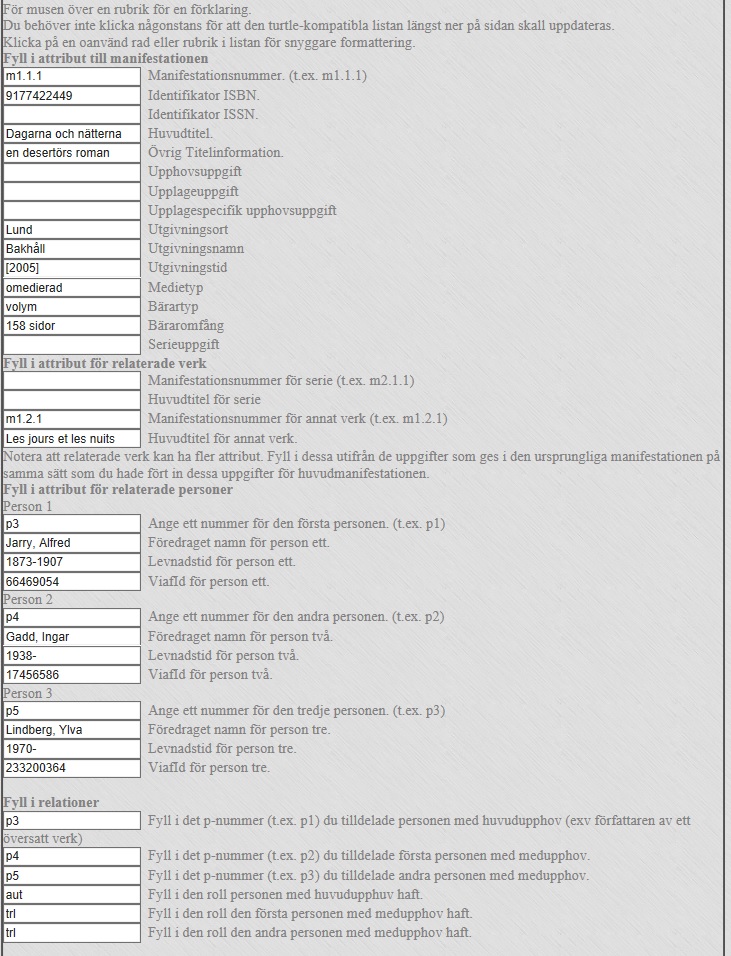 För musen över en rubrik för en förklaring.
Du behöver inte klicka någonstans för att den turtle-kompatibla listan längst ner på sidan skall uppdateras.
Klicka på en oanvänd rad eller rubrik i listan för snyggare formattering.
Fyll i attribut till manifestationen
m1.1.1 Manifestationsnummer. (t.ex. m1.1.1)
9177422449 Identifikator ISBN.
Identifikator ISSN.
Dagarna och nätterna Huvudtitel.
en desertörs roman Övrig Titelinformation.
Upphovsuppgift
Upplageuppgift
Upplagespecifik upphovsuppgift
Lund Utgivningsort
Bakhåll Utgivningsnamn
[2005] Utgivningstid
omedierad Medietyp
volym Bärartyp
158 sidor Bäraromfång
Serieuppgift
Fyll i attribut för relaterade verk
Manifestationsnummer för serie (t.ex. m2.1.1)
Huvudtitel för serie
m1.2.1 Manifestationsnummer för annat verk (t.ex. m1.2.1)
Les jours et les nuits Huvudtitel för annat verk.
Notera att relaterade verk kan ha fler attribut. Fyll i dessa utifrån de uppgifter som ges i den ursprungliga manifestationen på
samma sätt som du hade fört in dessa uppgifter för huvudmanifestationen.
Fyll i attribut för relaterade personer
Person 1
p3 Ange ett nummer för den första personen. (t.ex. p1)
Jarry, Alfred Föredraget namn för person ett.
1873-1907 Levnadstid för person ett.
66469054 ViafId för person ett.
Person 2
p4 Ange ett nummer för den andra personen. (t.ex. p2)
Gadd, Ingar Föredraget namn för person två.
1938- Levnadstid för person två.
17456586 ViafId för person två.
Person 3
p5 Ange ett nummer för den tredje personen. (t.ex. p3)
Lindberg, Ylva Föredraget namn för person tre.
1970- Levnadstid för person tre.
233200364 ViafId för person tre.
Fyll i relationer
p3 Fyll i det p-nummer (t.ex. p1) du tilldelade personen med huvudupphov (exv författaren av ett
översatt verk)
p4 Fyll i det p-nummer (t.ex. p2) du tilldelade första personen med medupphov.
p5 Fyll i det p-nummer (t.ex. p3) du tilldelade andra personen med medupphov.
aut Fyll i den roll personen med huvudupphuv haft.
trl Fyll i den roll den första personen med medupphov haft.
trl Fyll i den roll den andra personen med medupphov haft.